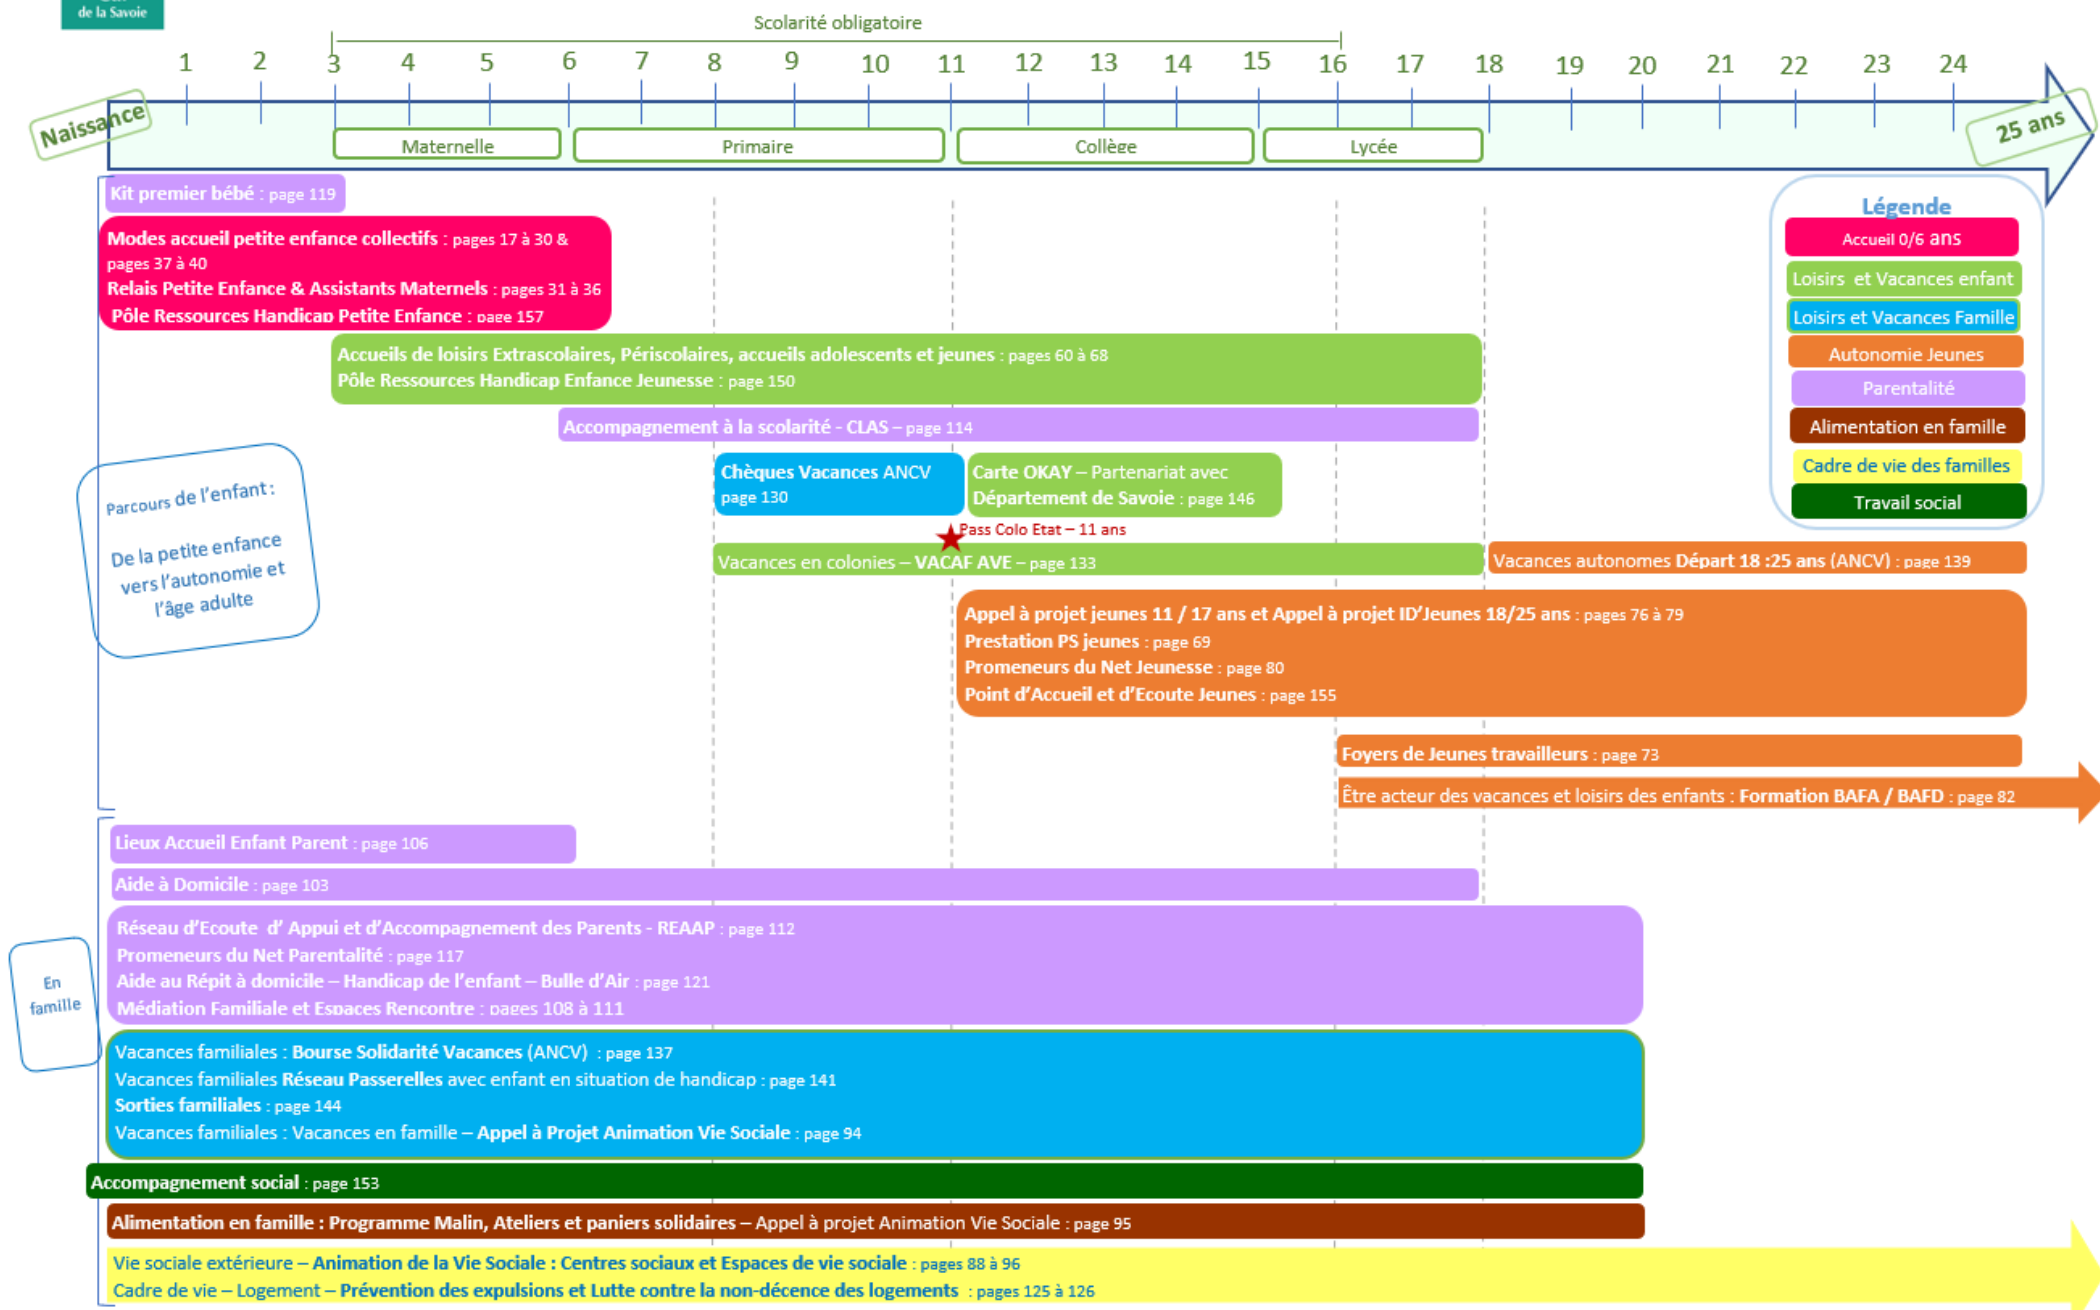 de la Savoie
Scolarité obligatoire
1 2 3 4 5 6 7 8 9 10 11 12 13 14 15 16 17 18 19 20 21 22 23 24
Naissance
25 ans
Maternelle Primaire Collège Lycée
Kit premier bébé : page 119
Modes accueil petite enfance collectifs : pages 17 à 30 &
pages 37 à 40
Relais Petite Enfance & Assistants Maternels : pages 31 à 36
Pôle Ressources Handicap Petite Enfance : page 157
Légende
Accueil 0/6 ans
Loisirs et Vacances enfant
Loisirs et Vacances Famille
Autonomie Jeunes
Parentalité
Alimentation en famille
Cadre de vie des familles
Travail social
Accueils de loisirs Extrascolaires, Périscolaires, accueils adolescents et jeunes : pages 60 à 68
Pôle Ressources Handicap Enfance Jeunesse : page 150
Accompagnement à la scolarité - CLAS – page 114
Chèques Vacances ANCV
page 130
Carte OKAY – Partenariat avec
Département de Savoie : page 146
Pass Colo Etat – 11 ans
Vacances en colonies – VACAF AVE – page 133
Vacances autonomes Départ 18 :25 ans (ANCV) : page 139
Parcours de l'enfant :
De la petite enfance
vers l'autonomie et
l'âge adulte
Appel à projet jeunes 11 / 17 ans et Appel à projet ID'Jeunes 18/25 ans : pages 76 à 79
Prestation PS jeunes : page 69
Promeneurs du Net Jeunesse : page 80
Point d'Accueil et d'Ecoute Jeunes : page 155
Foyers de Jeunes travailleurs : page 73
Être acteur des vacances et loisirs des enfants : Formation BAFA / BAFD : page 82
En
famille
Lieux Accueil Enfant Parent : page 106
Aide à Domicile : page 103
Réseau d'Ecoute d' Appui et d'Accompagnement des Parents - REAAP : page 112
Promeneurs du Net Parentalité : page 117
Aide au Répit à domicile – Handicap de l'enfant – Bulle d'Air : page 121
Médiation Familiale et Espaces Rencontre : pages 108 à 111
Vacances familiales : Bourse Solidarité Vacances (ANCV) : page 137
Vacances familiales Réseau Passerelles avec enfant en situation de handicap : page 141
Sorties familiales : page 144
Vacances familiales : Vacances en famille – Appel à Projet Animation Vie Sociale : page 94
Accompagnement social : page 153
Alimentation en famille : Programme Malin, Ateliers et paniers solidaires – Appel à projet Animation Vie Sociale : page 95
Vie sociale extérieure – Animation de la Vie Sociale : Centres sociaux et Espaces de vie sociale : pages 88 à 96
Cadre de vie – Logement – Prévention des expulsions et Lutte contre la non-décence des logements : pages 125 à 126